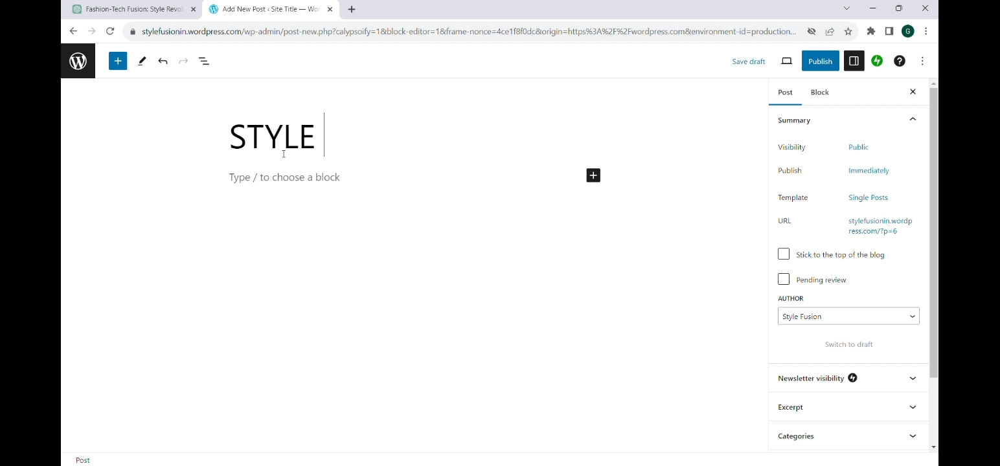 Fashion-Tech Fusion: Style Revol
Add New Post ‹ Site Title — Wor
stylefusionin.wordpress.com/wp-admin/post-new.php?calypsoify=1&block-editor=1&frame-nonce=4ce1f8f0dc&origin=https%3A%2F%2Fwordpress.com&environment-id=production...
G
Save draft
Publish
Post
Block
STYLE
Type / to choose a block
Summary
Visibility
Public
Publish
Immediately
Template
Single Posts
URL
stylefusionin.wordp
ress.com/?p=6
Stick to the top of the blog
Pending review
AUTHOR
Style Fusion
Switch to draft
Newsletter visibility
Excerpt
Categories
Post